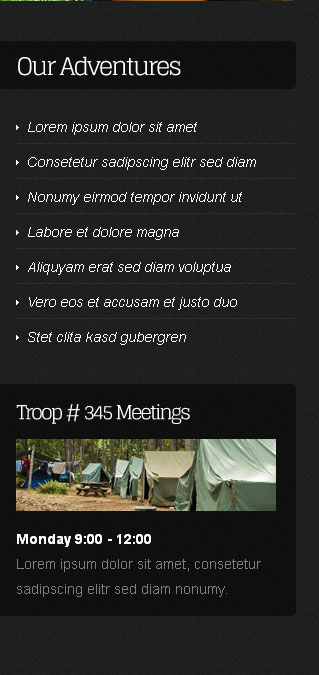 Our Adventures
Lorem ipsum dolor sit amet
Consetetur sadipscing elitr sed diam
Nonumy eirmod tempor invidunt ut
Labore et dolore magna
Aliquyam erat sed diam voluptua
Vero eos et accusam et justo duo
Stet clita kasd gubergren
Troop # 345 Meetings
Monday 9:00 - 12:00
Lorem ipsum dolor sit amet, consetetur
sadipscing elitr sed diam nonumy.